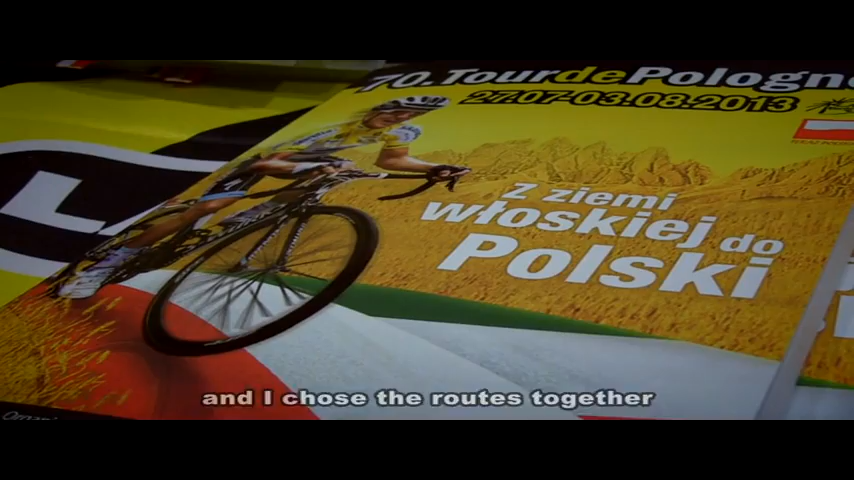 70. Tour de Pologne
27.07-03.08.2013
Z ziemi
włoskiej do
Polski
and I chose the routes together